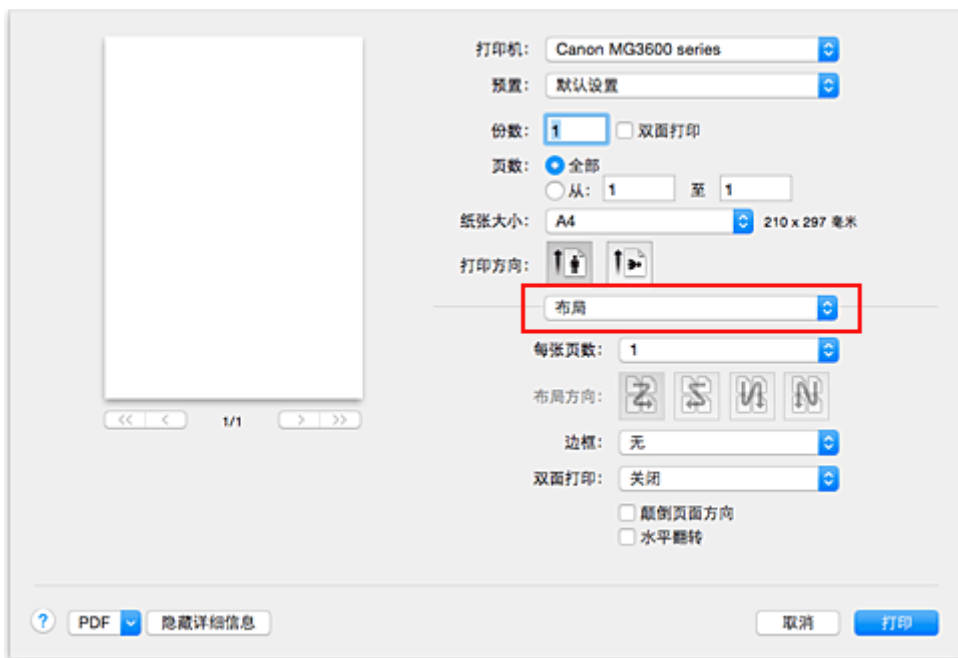 打印机： Canon MG3600 series
预置： 默认设置
份数： 1 双面打印
页数： 全部
从： 1 至 1
纸张大小： A4 210 x 297 毫米
打印方向：
布局
每张页数： 1
布局方向：
<< < 1/1 > >>
边框： 无
双面打印： 关闭
颠倒页面方向
水平翻转
? PDF 隐藏详细信息 取消 打印